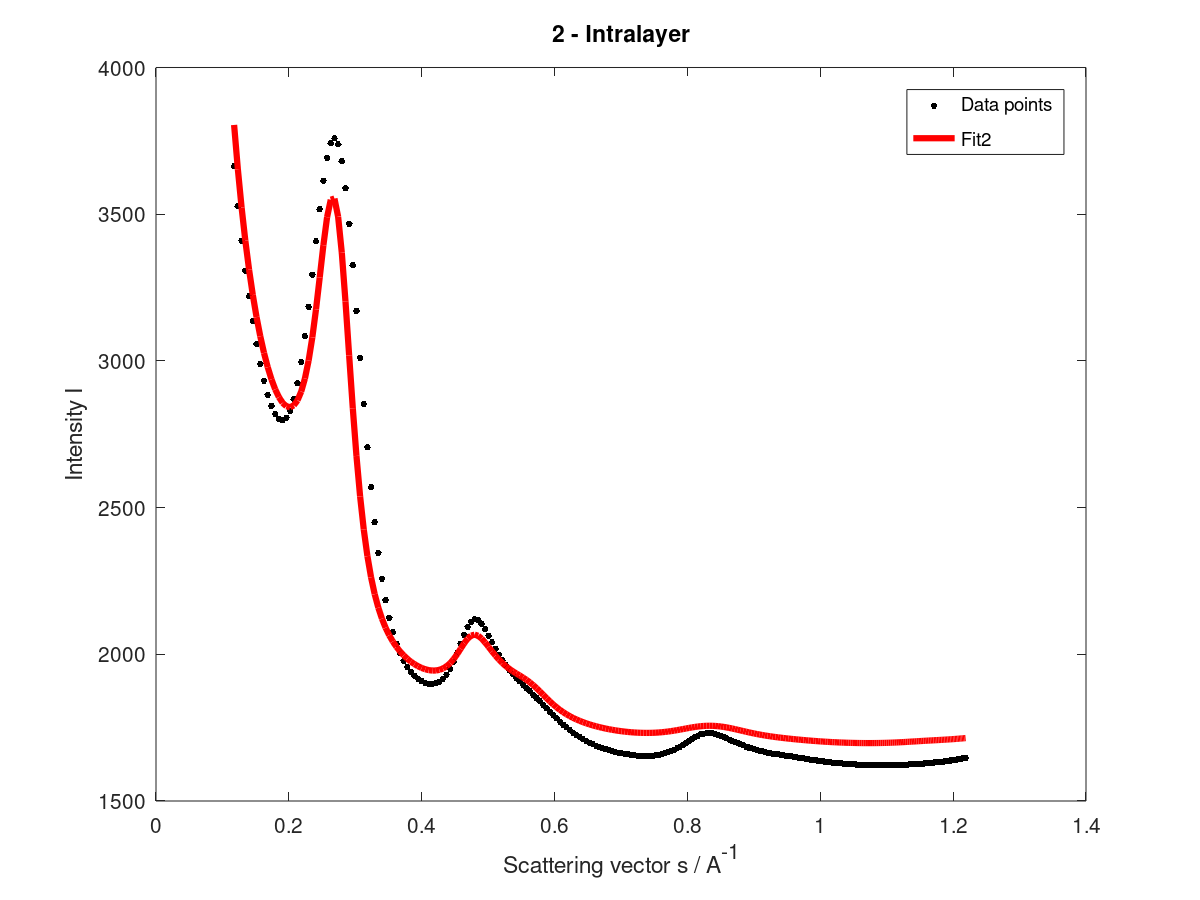 2 - Intralayer
4000
3500
3000
2500
2000
1500
Intensity I
Data points
Fit2
0 0.2 0.4 0.6 0.8 1 1.2 1.4
Scattering vector s / A^-1